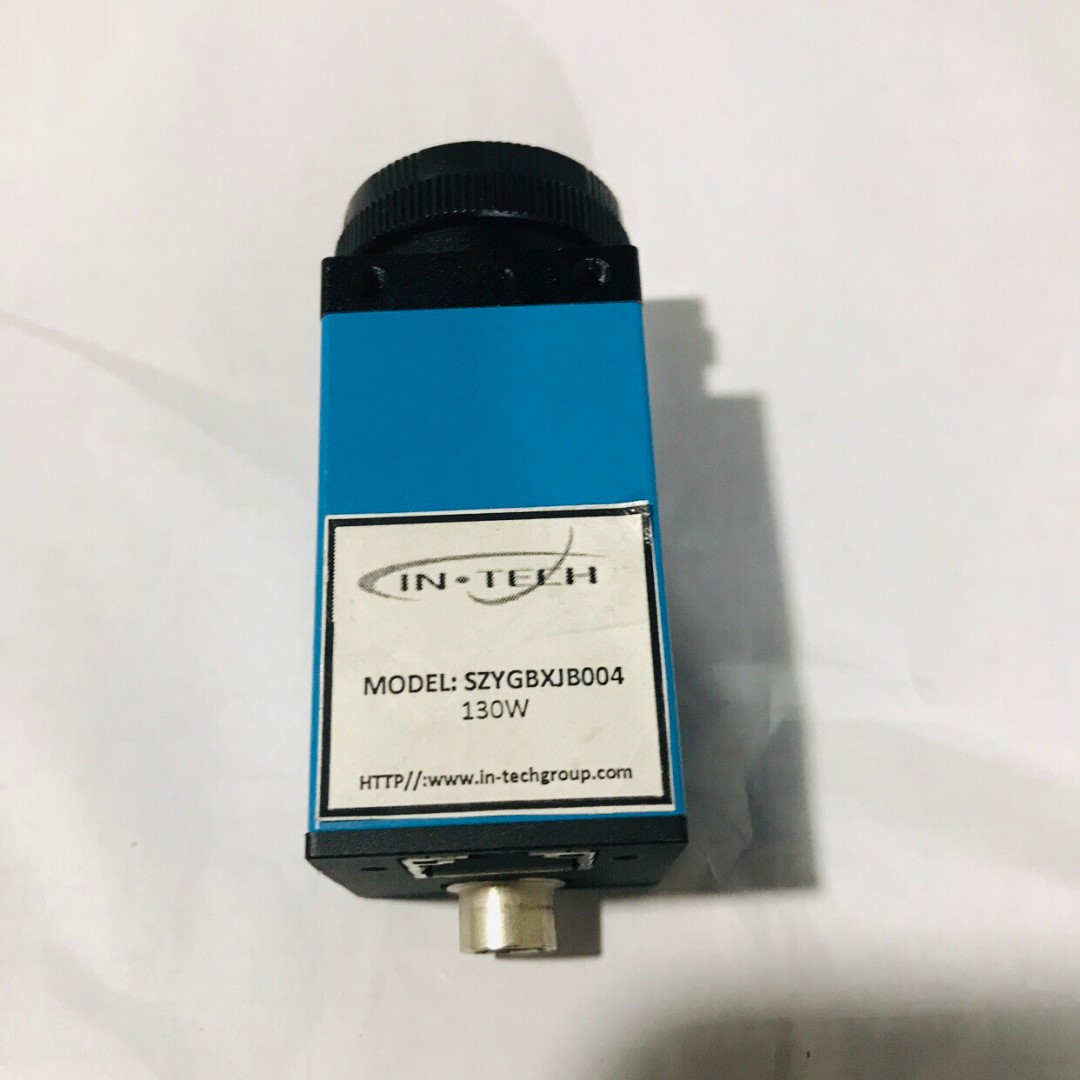 IN•TECH
MODEL: SZYGBXJB004
130W
HTTP//:www.in-techgroup.com